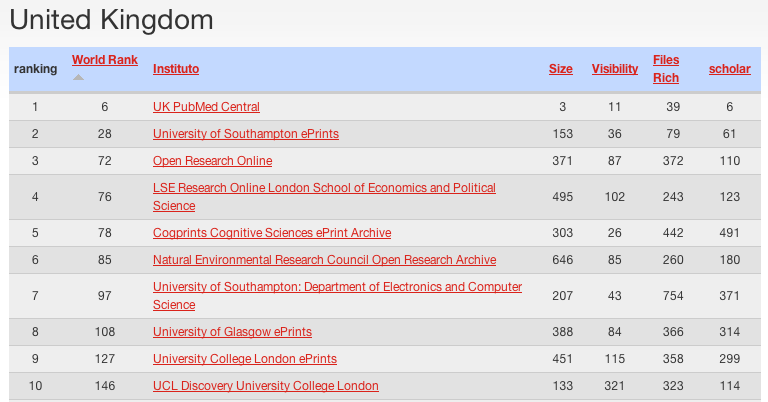 United Kingdom
ranking World Rank Instituto Size Visibility Files Rich scholar
1 6 UK PubMed Central 3 11 39 6
2 28 University of Southampton ePrints 153 36 79 61
3 72 Open Research Online 371 87 372 110
4 76 LSE Research Online London School of Economics and Political Science 495 102 243 123
5 78 Cogprints Cognitive Sciences ePrint Archive 303 26 442 491
6 85 Natural Environmental Research Council Open Research Archive 646 85 260 180
7 97 University of Southampton: Department of Electronics and Computer Science 207 43 754 371
8 108 University of Glasgow ePrints 388 84 366 314
9 127 University College London ePrints 451 115 358 299
10 146 UCL Discovery University College London 133 321 323 114